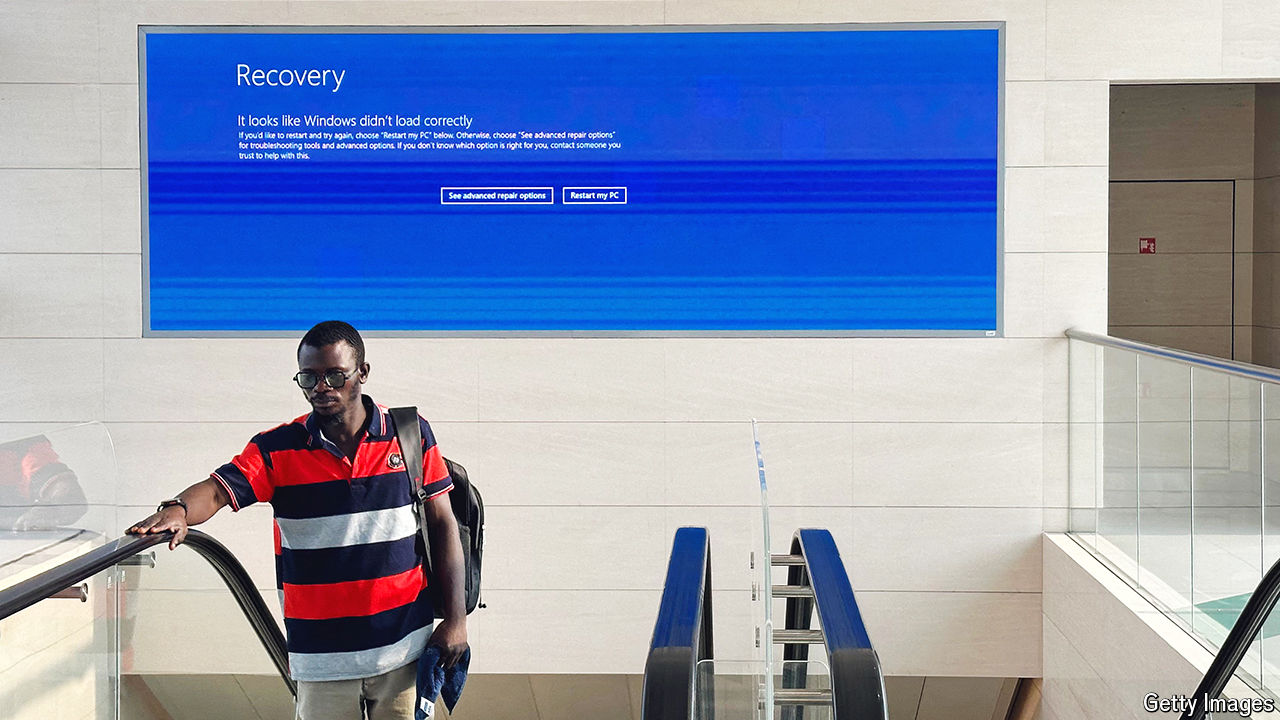 Recovery
It looks like Windows didn't load correctly
If you'd like to restart and try again, choose "Restart my PC" below. Otherwise, choose "See advanced repair options"
for troubleshooting tools and advanced options. If you don't know which option is right for you, contact someone you
trust to help with this.
See advanced repair options
Restart my PC
Getty Images